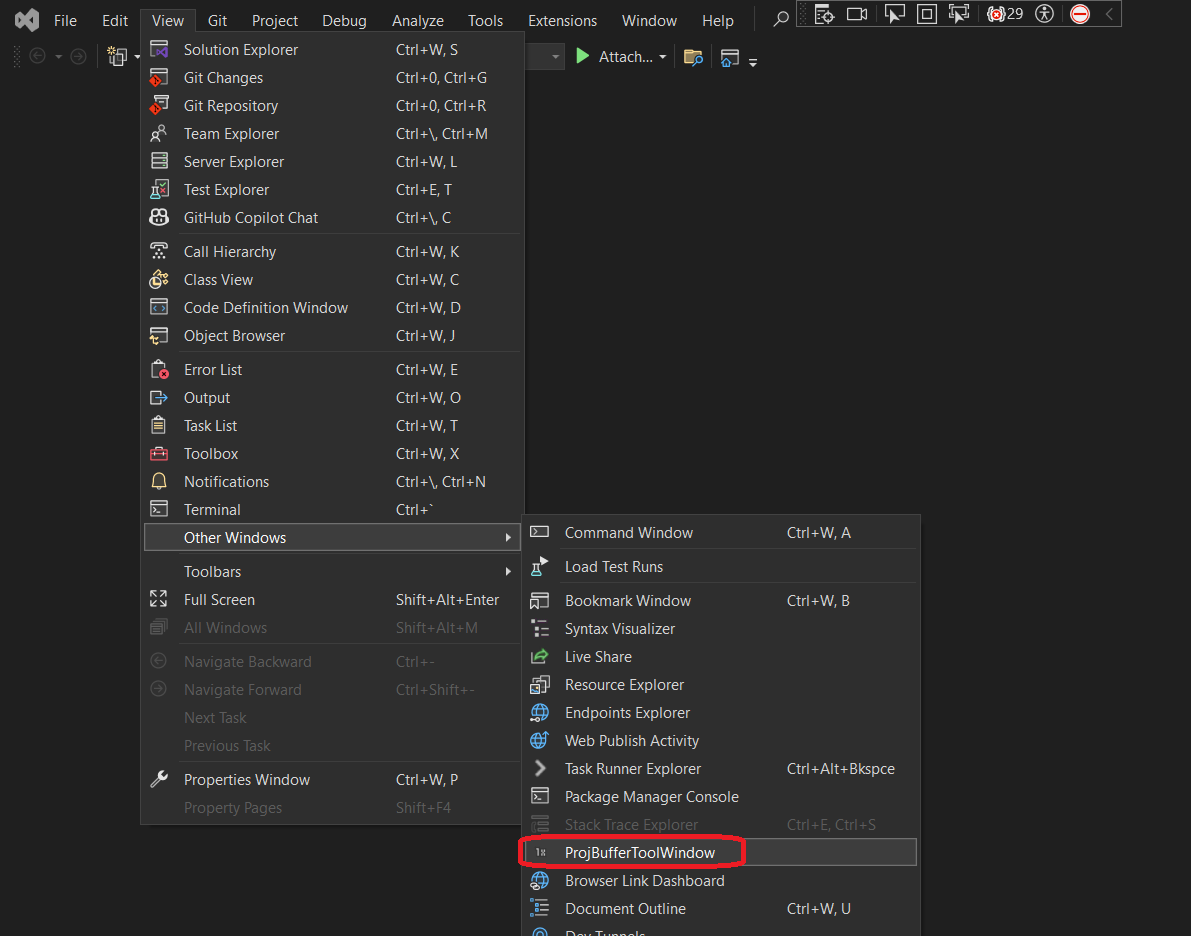 File Edit View Git Project Debug Analyze Tools Extensions Window Help 29
Attach...
Solution Explorer Ctrl+W, S
Git Changes Ctrl+0, Ctrl+G
Git Repository Ctrl+0, Ctrl+R
Team Explorer Ctrl+\, Ctrl+M
Server Explorer Ctrl+W, L
Test Explorer Ctrl+E, T
GitHub Copilot Chat Ctrl+\, C
Call Hierarchy Ctrl+W, K
Class View Ctrl+W, C
Code Definition Window Ctrl+W, D
Object Browser Ctrl+W, J
Error List Ctrl+W, E
Output Ctrl+W, O
Task List Ctrl+W, T
Toolbox Ctrl+W, X
Notifications Ctrl+\, Ctrl+N
Terminal Ctrl+`
Other Windows
Toolbars
Full Screen Shift+Alt+Enter
All Windows Shift+Alt+M
Navigate Backward Ctrl+-
Navigate Forward Ctrl+Shift+-
Next Task
Previous Task
Properties Window Ctrl+W, P
Property Pages Shift+F4
Command Window Ctrl+W, A
Load Test Runs
Bookmark Window Ctrl+W, B
Syntax Visualizer
Live Share
Resource Explorer
Endpoints Explorer
Web Publish Activity
Task Runner Explorer Ctrl+Alt+Bkspce
Package Manager Console
Stack Trace Explorer Ctrl+E, Ctrl+S
ProjBufferToolWindow
Browser Link Dashboard
Document Outline Ctrl+W, U
Dev Tunnels